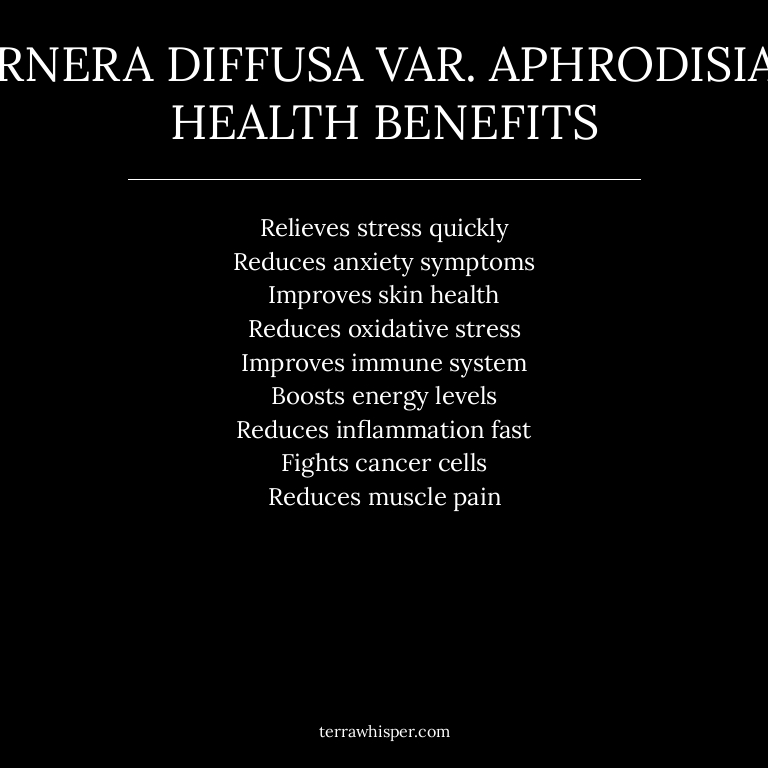 RNERA DIFFUSA VAR. APHRODISIA
HEALTH BENEFITS
Relieves stress quickly
Reduces anxiety symptoms
Improves skin health
Reduces oxidative stress
Improves immune system
Boosts energy levels
Reduces inflammation fast
Fights cancer cells
Reduces muscle pain
terrawhisper.com